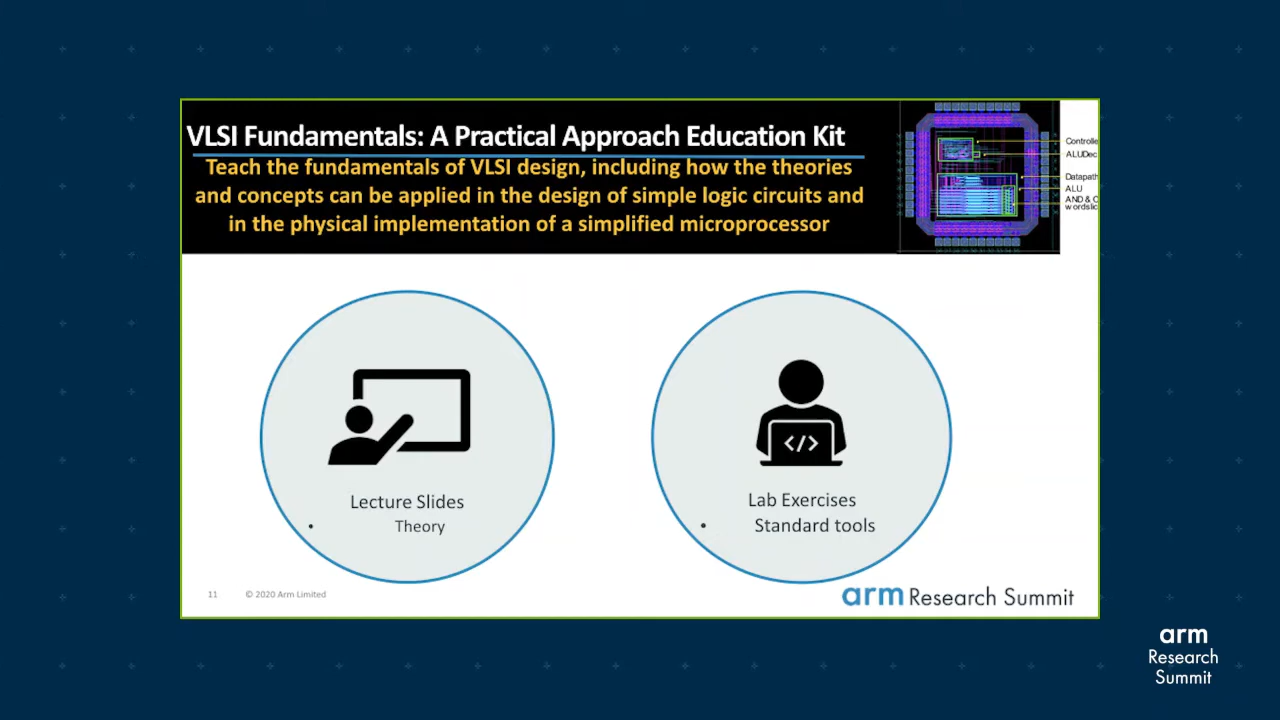 VLSI Fundamentals: A Practical Approach Education Kit
Teach the fundamentals of VLSI design, including how the theories
and concepts can be applied in the design of simple logic circuits and
in the physical implementation of a simplified microprocessor
Controlle
ALUDec
Datapath
ALU
AND & C
wordslic
</>
Lecture Slides
• Theory
Lab Exercises
• Standard tools
11 © 2020 Arm Limited
arm Research Summit
arm
Research
Summit